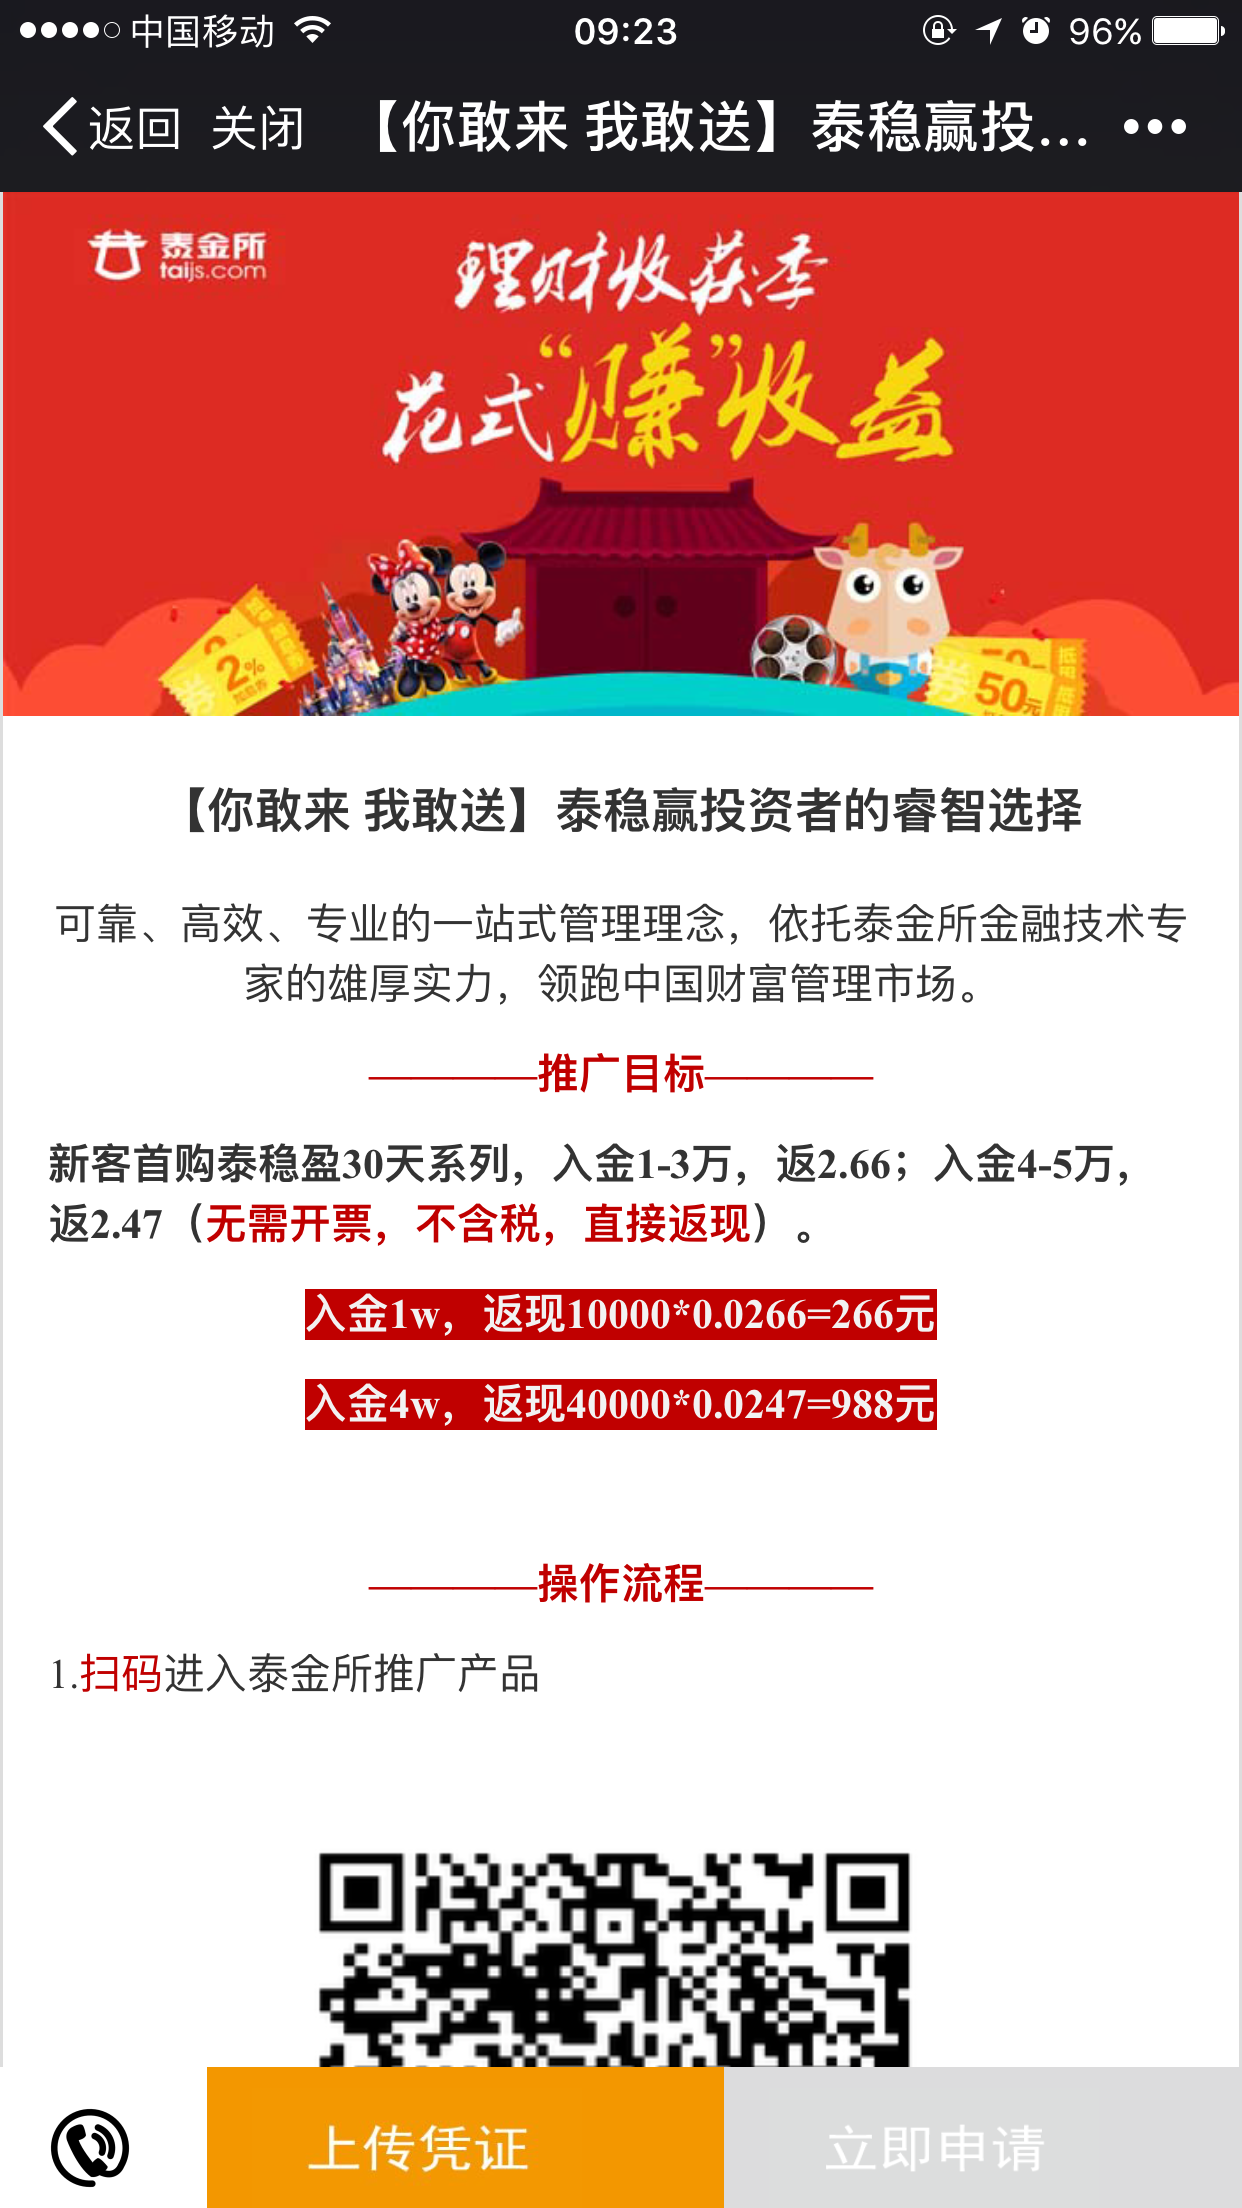 中国移动
09:23
96%
返回 关闭 【你敢来 我敢送】泰稳赢投...
泰金所
taijs.com
理财收获季
花式“赚”收益
券 2%
加息券
券 50元
【你敢来 我敢送】泰稳赢投资者的睿智选择
可靠、高效、专业的一站式管理理念，依托泰金所金融技术专
家的雄厚实力，领跑中国财富管理市场。
————推广目标————
新客首购泰稳盈30天系列，入金1-3万，返2.66；入金4-5万，
返2.47（无需开票，不含税，直接返现）。
入金1w，返现10000*0.0266=266元
入金4w，返现40000*0.0247=988元
————操作流程————
1.扫码进入泰金所推广产品
上传凭证
立即申请